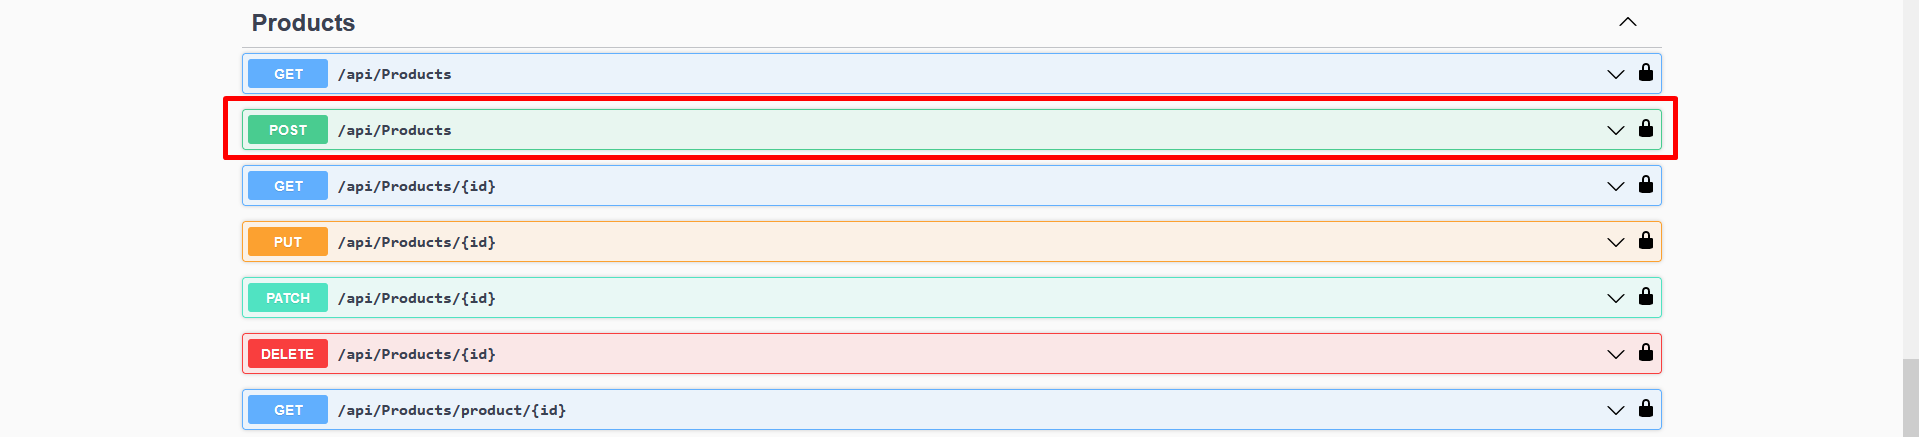 Products
GET /api/Products
POST /api/Products
GET /api/Products/{id}
PUT /api/Products/{id}
PATCH /api/Products/{id}
DELETE /api/Products/{id}
GET /api/Products/product/{id}